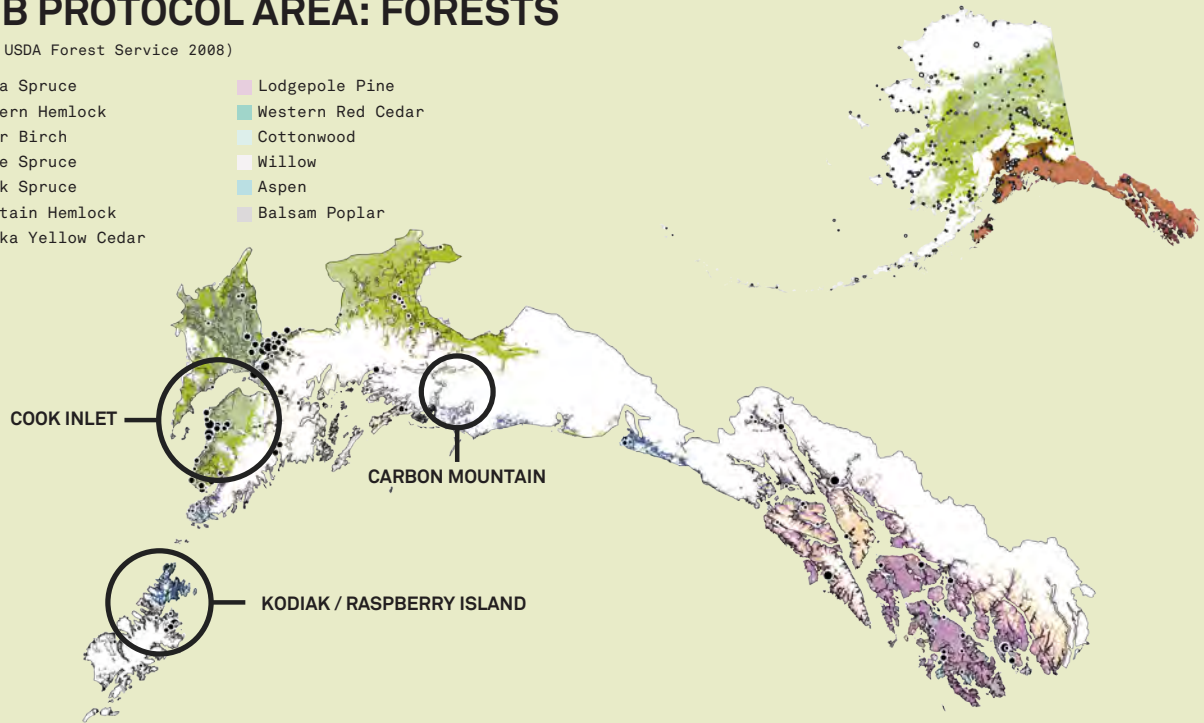 B PROTOCOL AREA: FORESTS
USDA Forest Service 2008)
a Spruce
ern Hemlock
r Birch
e Spruce
k Spruce
tain Hemlock
ka Yellow Cedar
Lodgepole Pine
Western Red Cedar
Cottonwood
Willow
Aspen
Balsam Poplar
COOK INLET
CARBON MOUNTAIN
KODIAK / RASPBERRY ISLAND